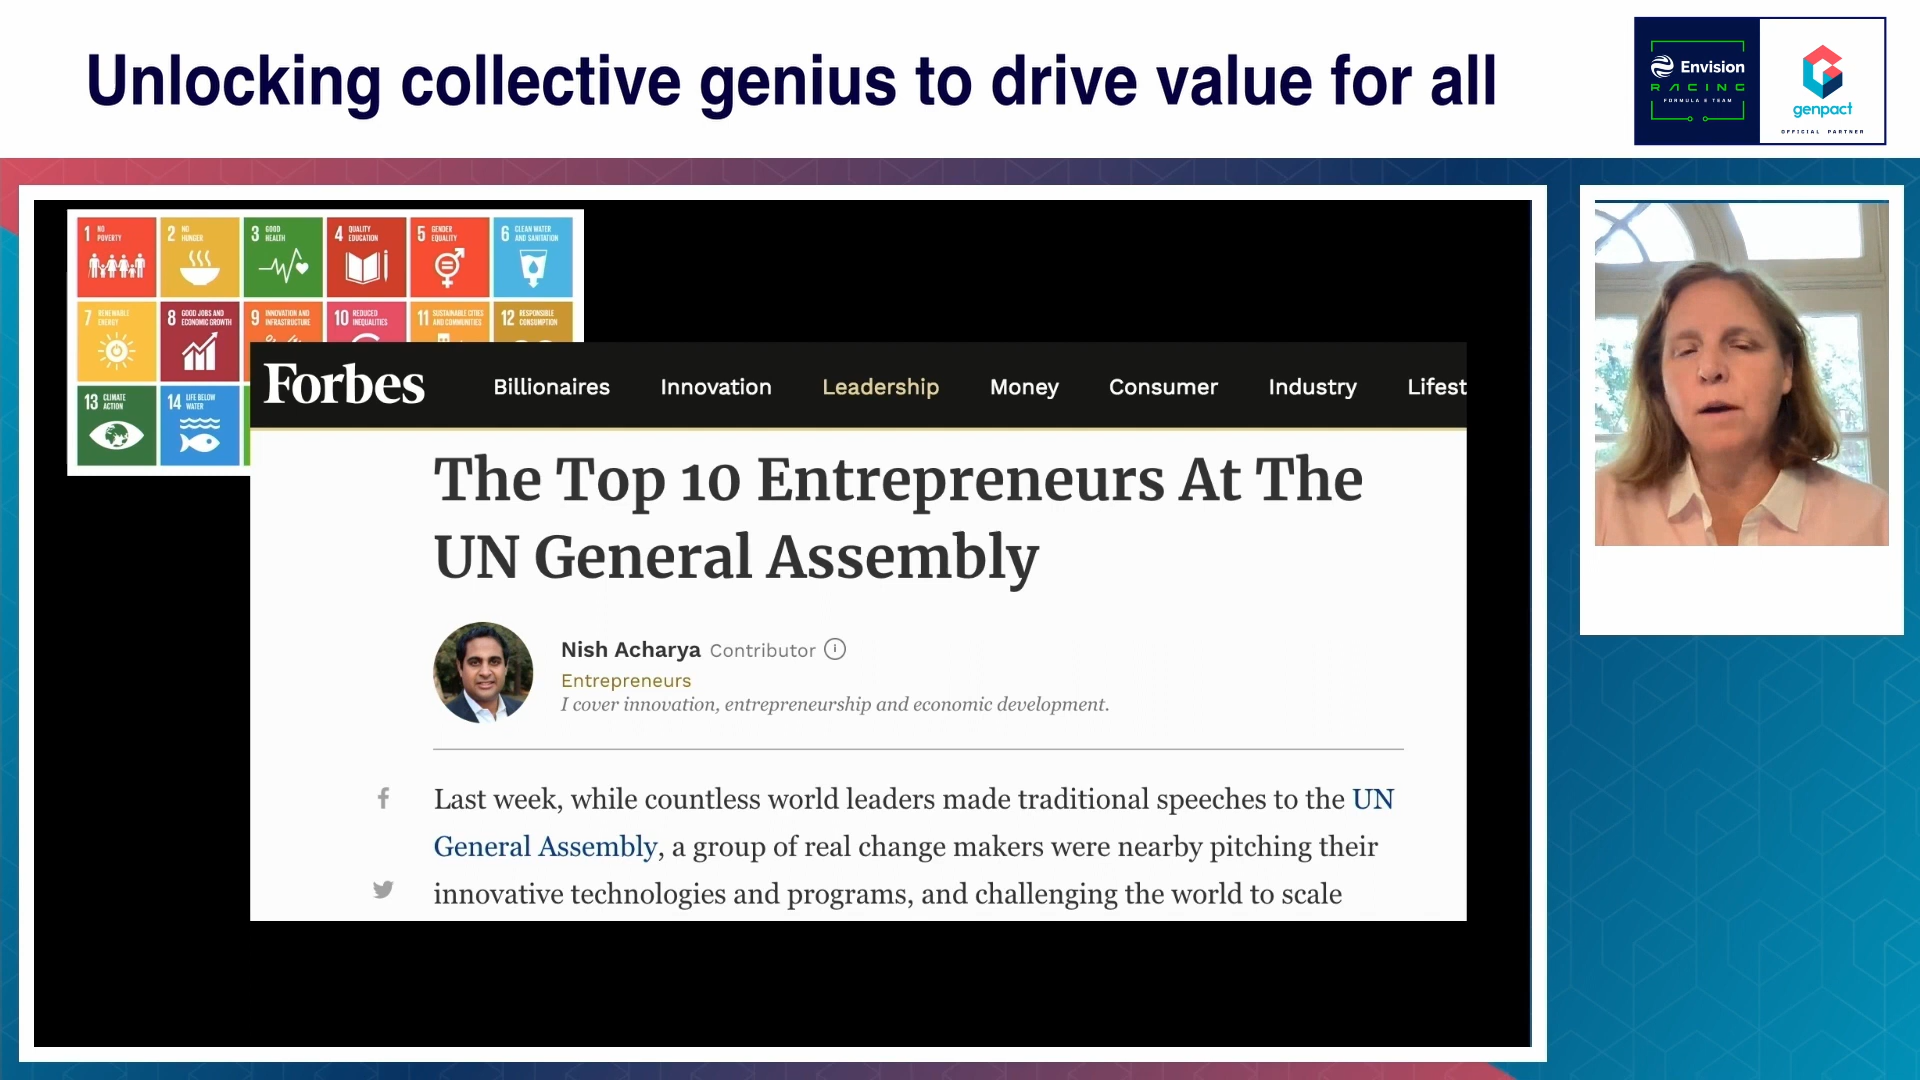 Unlocking collective genius to drive value for all
Envision
RACING
FORMULA E TEAM
genpact
OFFICIAL PARTNER
1 NO
POVERTY
2 NO
HUNGER
3 GOOD
HEALTH
4 QUALITY
EDUCATION
5 GENDER
EQUALITY
6 CLEAN WATER
AND SANITATION
7 RENEWABLE
ENERGY
8 GOOD JOBS AND
ECONOMIC GROWTH
9 INNOVATION AND
INFRASTRUCTURE
10 REDUCED
INEQUALITIES
11 SUSTAINABLE CITIES
AND COMMUNITIES
12 RESPONSIBLE
CONSUMPTION
13 CLIMATE
ACTION
14 LIFE BELOW
WATER
Forbes Billionaires Innovation Leadership Money Consumer Industry Lifest
The Top 10 Entrepreneurs At The
UN General Assembly
Nish Acharya Contributor i
Entrepreneurs
I cover innovation, entrepreneurship and economic development.
Last week, while countless world leaders made traditional speeches to the UN
General Assembly, a group of real change makers were nearby pitching their
innovative technologies and programs, and challenging the world to scale